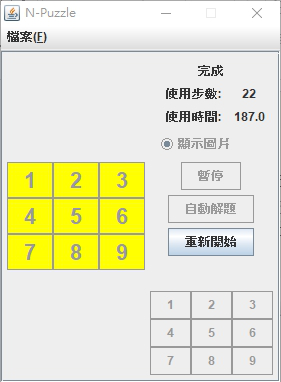 N-Puzzle
檔案(F)
完成
使用步數: 22
使用時間: 187.0
顯示圖片
暫停
自動解題
重新開始
1 2 3
4 5 6
7 8 9
1 2 3
4 5 6
7 8 9